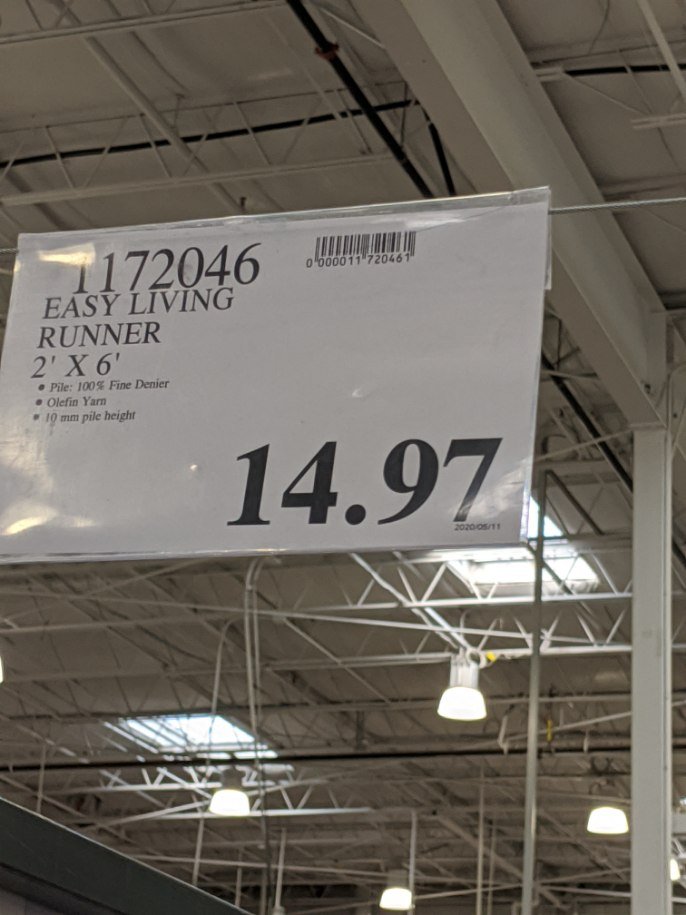 1172046
0 000011 720461
EASY LIVING
RUNNER
2' X 6'
• Pile: 100% Fine Denier
• Olefin Yarn
• 10 mm pile height
14.97
2020/05/11